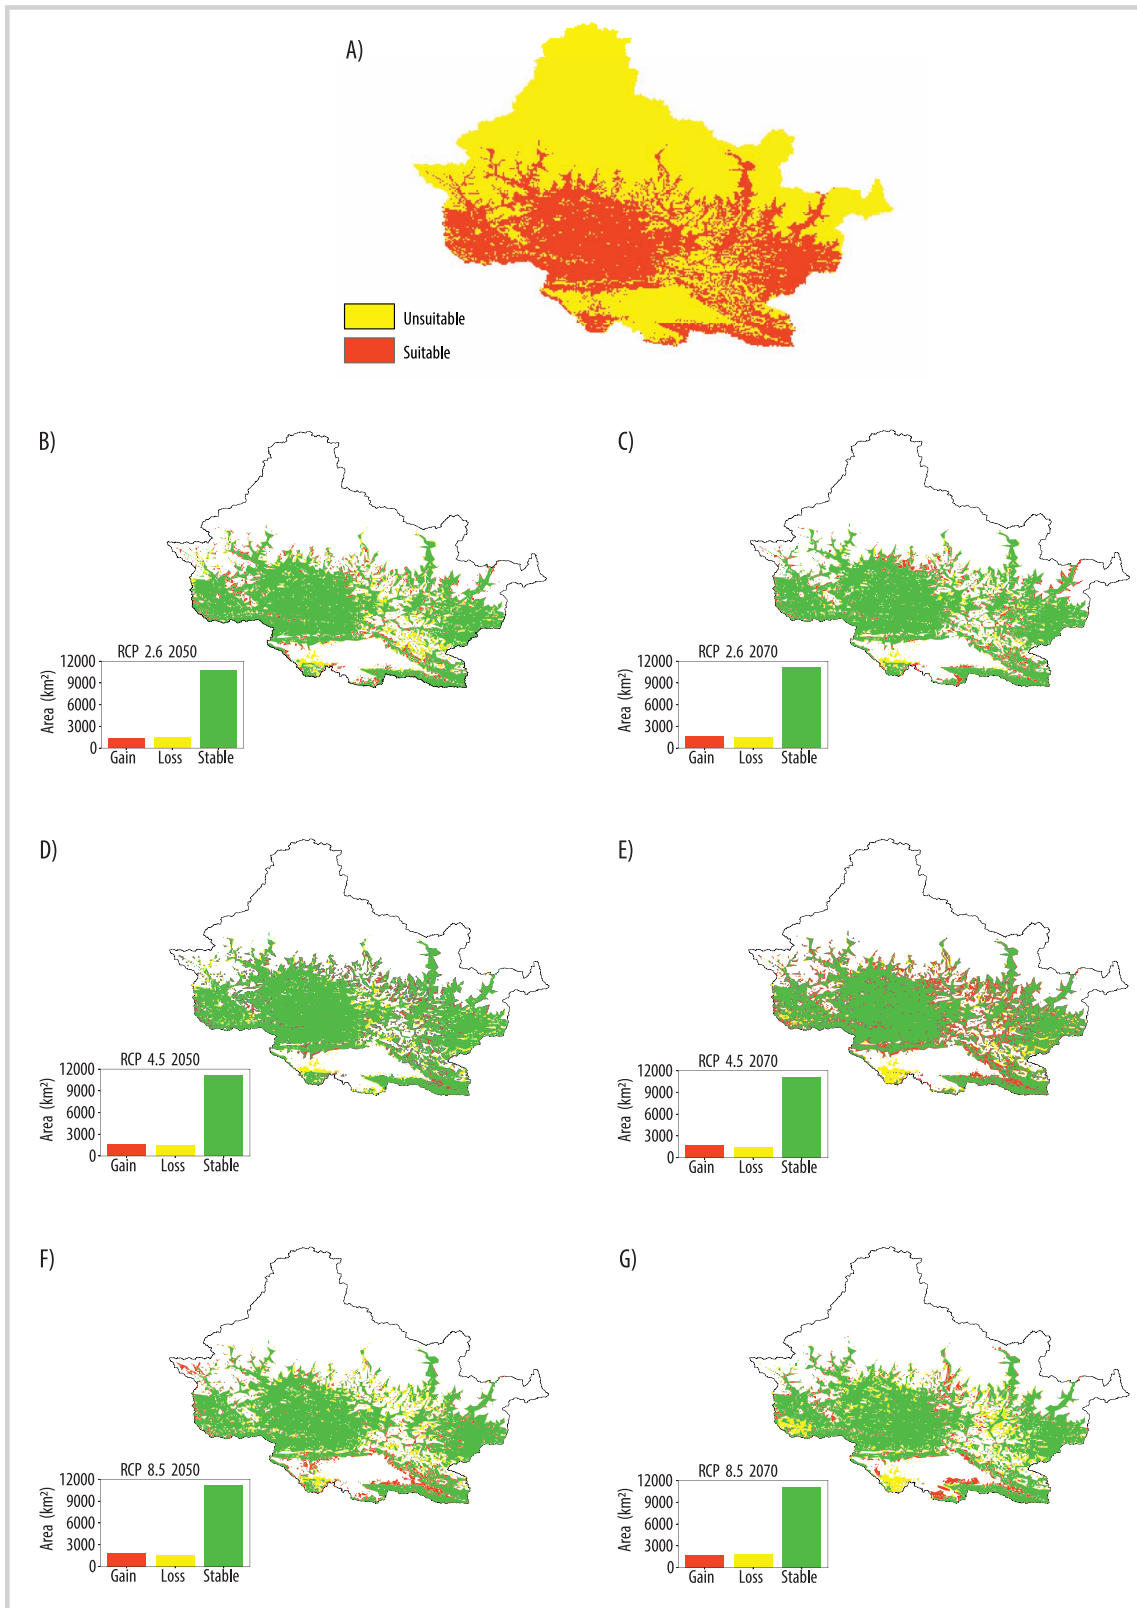 A)
Unsuitable
Suitable
B)
RCP 2.6 2050
12000
9000
6000
3000
0
Area (km²)
Gain Loss Stable
C)
RCP 2.6 2070
12000
9000
6000
3000
0
Area (km²)
Gain Loss Stable
D)
RCP 4.5 2050
12000
9000
6000
3000
0
Area (km²)
Gain Loss Stable
E)
RCP 4.5 2070
12000
9000
6000
3000
0
Area (km²)
Gain Loss Stable
F)
RCP 8.5 2050
12000
9000
6000
3000
0
Area (km²)
Gain Loss Stable
G)
RCP 8.5 2070
12000
9000
6000
3000
0
Area (km²)
Gain Loss Stable